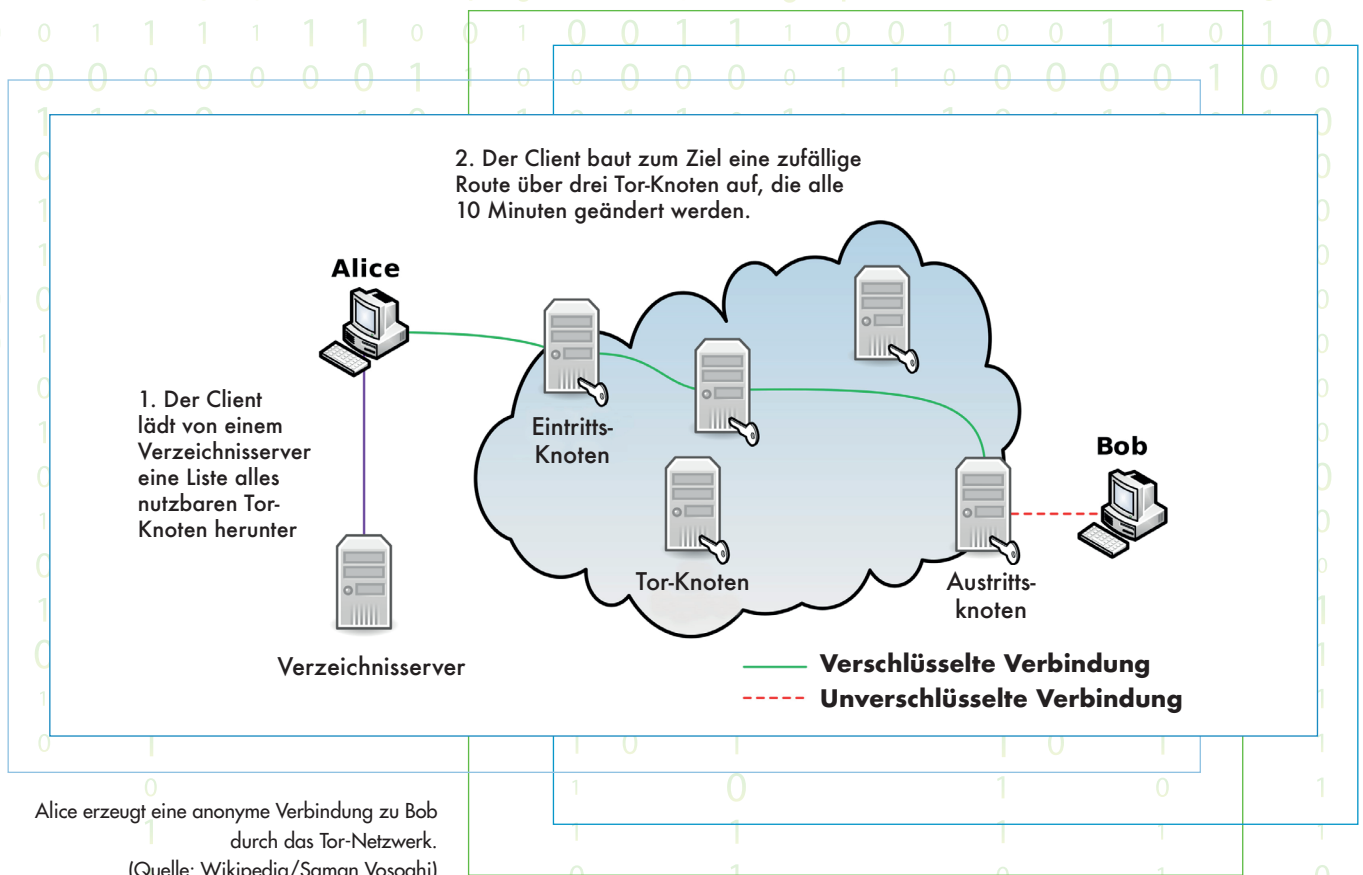 2. Der Client baut zum Ziel eine zufällige
Route über drei Tor-Knoten auf, die alle
10 Minuten geändert werden.
Alice
1. Der Client
lädt von einem
Verzeichnisserver
eine Liste alles
nutzbaren Tor-
Knoten herunter
Eintritts-
Knoten
Bob
Tor-Knoten
Austritts-
knoten
Verzeichnisserver
Verschlüsselte Verbindung
Unverschlüsselte Verbindung
Alice erzeugt eine anonyme Verbindung zu Bob
durch das Tor-Netzwerk.
(Quelle: Wikipedia/Saman Vosoghi)